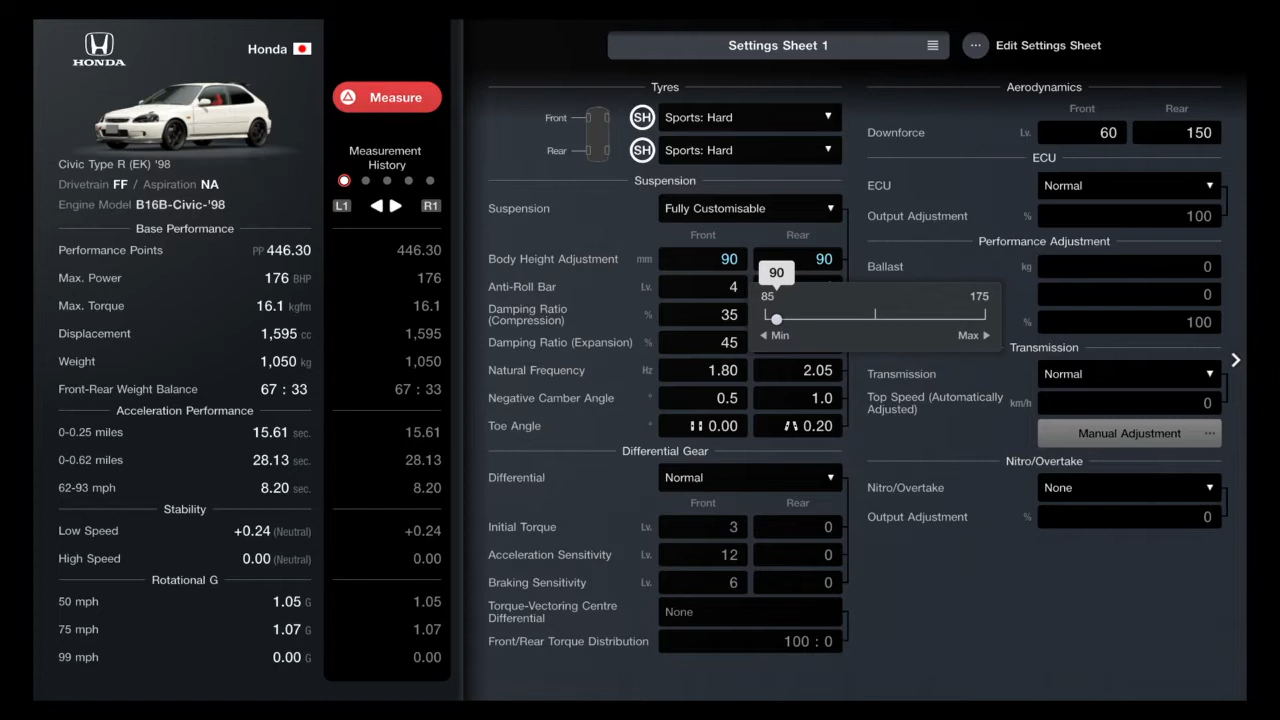 HONDA
Honda
Civic Type R (EK) '98
Drivetrain FF / Aspiration NA
Engine Model B16B-Civic-'98
Base Performance
Performance Points PP 446.30
Max. Power 176 BHP
Max. Torque 16.1 kgfm
Displacement 1,595 cc
Weight 1,050 kg
Front-Rear Weight Balance 67 : 33
Acceleration Performance
0-0.25 miles 15.61 sec.
0-0.62 miles 28.13 sec.
62-93 mph 8.20 sec.
Stability
Low Speed +0.24 (Neutral)
High Speed 0.00 (Neutral)
Rotational G
50 mph 1.05 G
75 mph 1.07 G
99 mph 0.00 G
Measure
Measurement
History
L1 R1
446.30
176
16.1
1,595
1,050
67 : 33
15.61
28.13
8.20
+0.24
0.00
1.05
1.07
0.00
Settings Sheet 1
Edit Settings Sheet
Tyres
Front SH Sports: Hard
Rear SH Sports: Hard
Suspension
Suspension Fully Customisable
Front Rear
Body Height Adjustment mm 90 90
Anti-Roll Bar Lv. 4
Damping Ratio
(Compression) % 35
Damping Ratio (Expansion) % 45
Natural Frequency Hz 1.80 2.05
Negative Camber Angle ° 0.5 1.0
Toe Angle ° 0.00 0.20
90
85 175
Min Max
Differential Gear
Differential Normal
Front Rear
Initial Torque Lv. 3 0
Acceleration Sensitivity Lv. 12 0
Braking Sensitivity Lv. 6 0
Torque-Vectoring Centre
Differential None
Front/Rear Torque Distribution 100 : 0
Aerodynamics
Front Rear
Downforce Lv. 60 150
ECU
ECU Normal
Output Adjustment % 100
Performance Adjustment
Ballast kg 0
0
% 100
Transmission
Transmission Normal
Top Speed (Automatically
Adjusted) km/h 0
Manual Adjustment
Nitro/Overtake
Nitro/Overtake None
Output Adjustment % 0